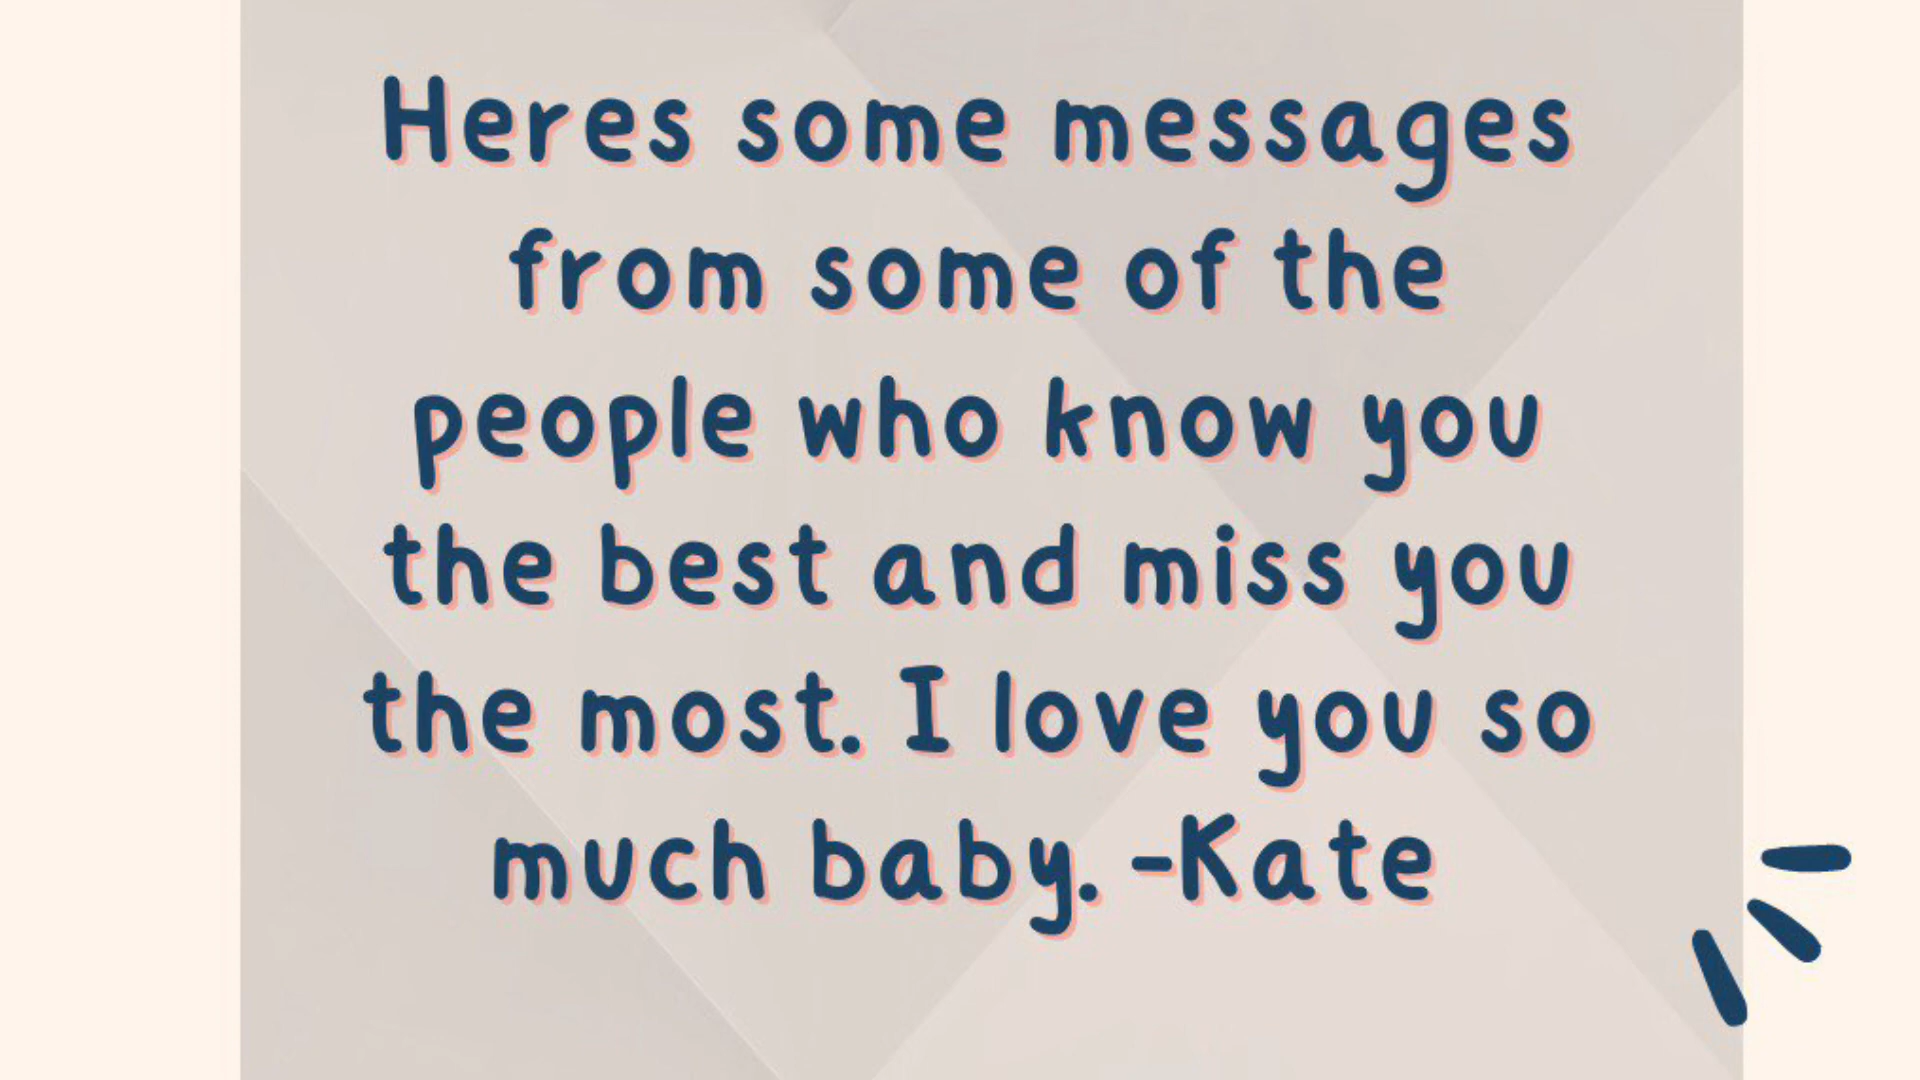 Heres some messages
from some of the
people who know you
the best and miss you
the most. I love you so
much baby. -Kate